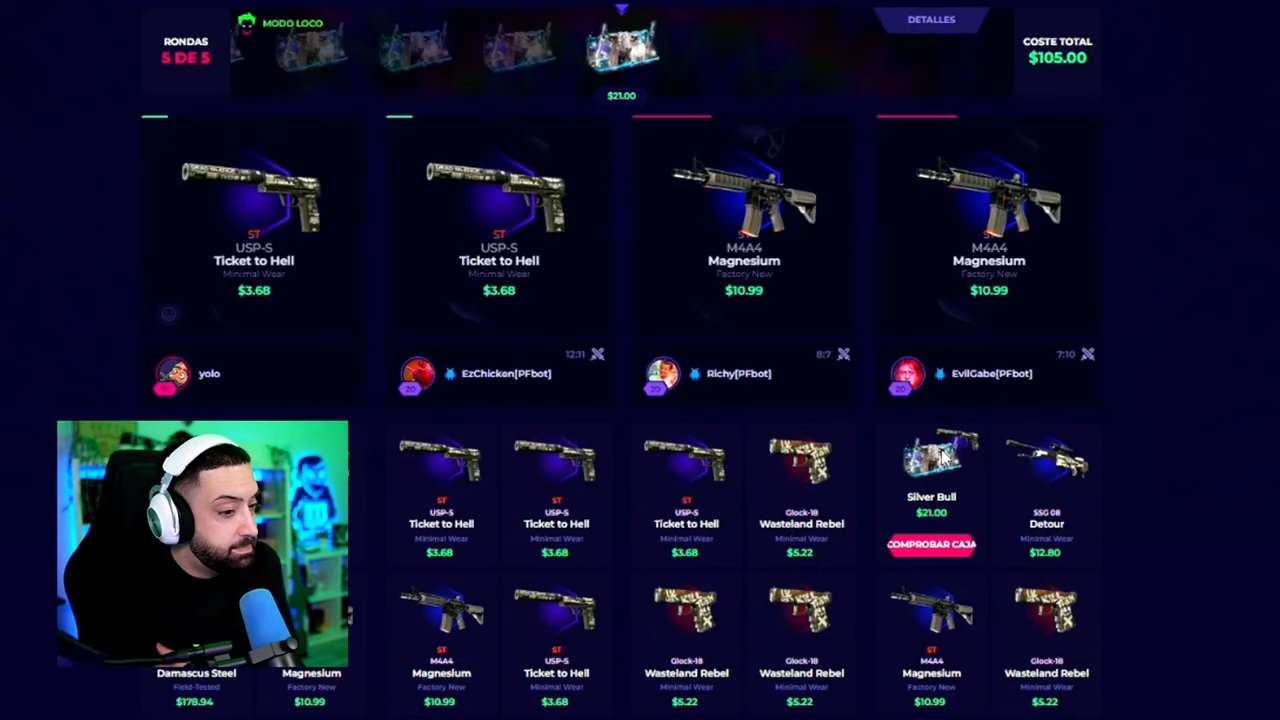 RONDAS
5 DE 5
MODO LOCO
$21.00
DETALLES
COSTE TOTAL
$105.00
ST
USP-S
Ticket to Hell
Minimal Wear
$3.68
ST
USP-S
Ticket to Hell
Minimal Wear
$3.68
M4A4
Magnesium
Factory New
$10.99
M4A4
Magnesium
Factory New
$10.99
yolo
12:11
20
EzChicken[PFbot]
8:7
20
Richy[PFbot]
7:10
20
EvilGabe[PFbot]
ST
USP-S
Ticket to Hell
Minimal Wear
$3.68
ST
USP-S
Ticket to Hell
Minimal Wear
$3.68
ST
USP-S
Ticket to Hell
Minimal Wear
$3.68
Glock-18
Wasteland Rebel
Minimal Wear
$5.22
Silver Bull
$21.00
COMPROBAR CAJA
SSG 08
Detour
Minimal Wear
$12.80
Damascus Steel
Field-Tested
$178.94
Magnesium
Factory New
$10.99
ST
M4A4
Magnesium
Factory New
$10.99
ST
USP-S
Ticket to Hell
Minimal Wear
$3.68
Glock-18
Wasteland Rebel
Minimal Wear
$5.22
Glock-18
Wasteland Rebel
Minimal Wear
$5.22
ST
M4A4
Magnesium
Factory New
$10.99
Glock-18
Wasteland Rebel
Minimal Wear
$5.22